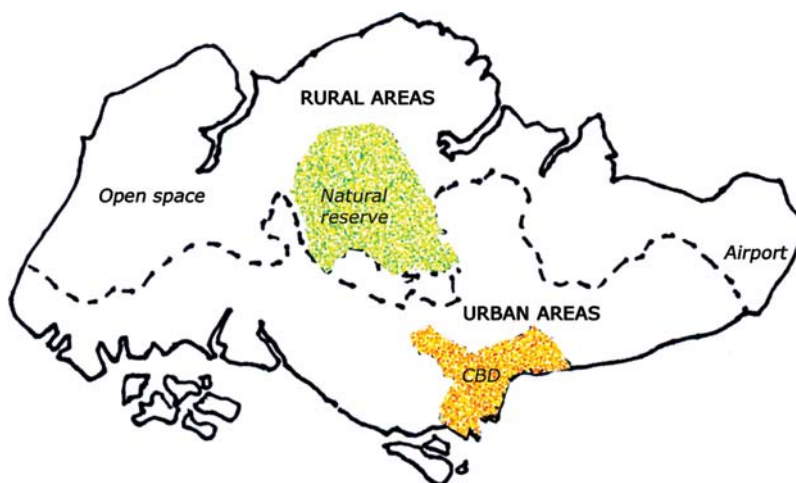 RURAL AREAS
Open space
Natural
reserve
Airport
URBAN AREAS
CBD